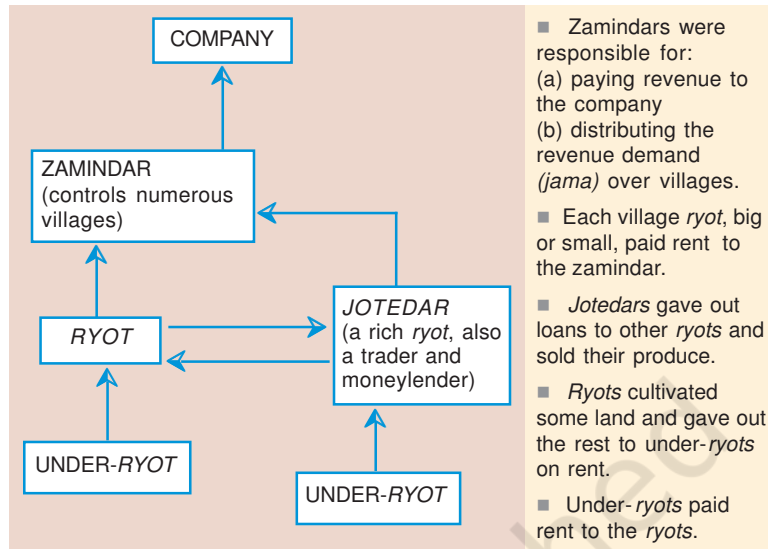 COMPANY
ZAMINDAR
(controls numerous
villages)
RYOT
JOTEDAR
(a rich ryot, also
a trader and
moneylender)
UNDER-RYOT
UNDER-RYOT
■ Zamindars were
responsible for:
(a) paying revenue to
the company
(b) distributing the
revenue demand
(jama) over villages.
■ Each village ryot, big
or small, paid rent to
the zamindar.
■ Jotedars gave out
loans to other ryots and
sold their produce.
■ Ryots cultivated
some land and gave out
the rest to under-ryots
on rent.
■ Under-ryots paid
rent to the ryots.